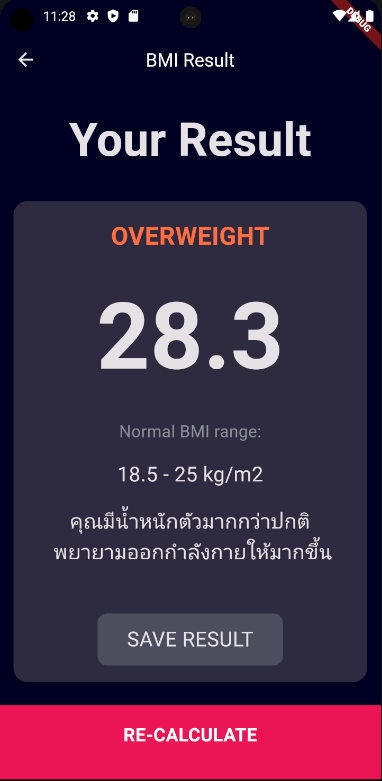 11:28
DEBUG
BMI Result
Your Result
OVERWEIGHT
28.3
Normal BMI range:
18.5 - 25 kg/m2
คุณมีน้ำหนักตัวมากกว่าปกติ
พยายามออกกำลังกายให้มากขึ้น
SAVE RESULT
RE-CALCULATE